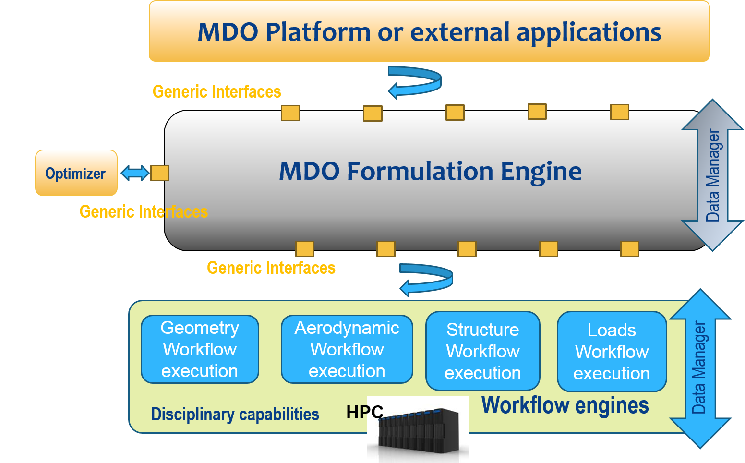 MDO Platform or external applications
Generic Interfaces
MDO Formulation Engine
Data Manager
Optimizer
Generic Interfaces
Generic Interfaces
Geometry
Workflow
execution
Aerodynamic
Workflow
execution
Structure
Workflow
execution
Loads
Workflow
execution
Data Manager
Disciplinary capabilities
HPC
Workflow engines